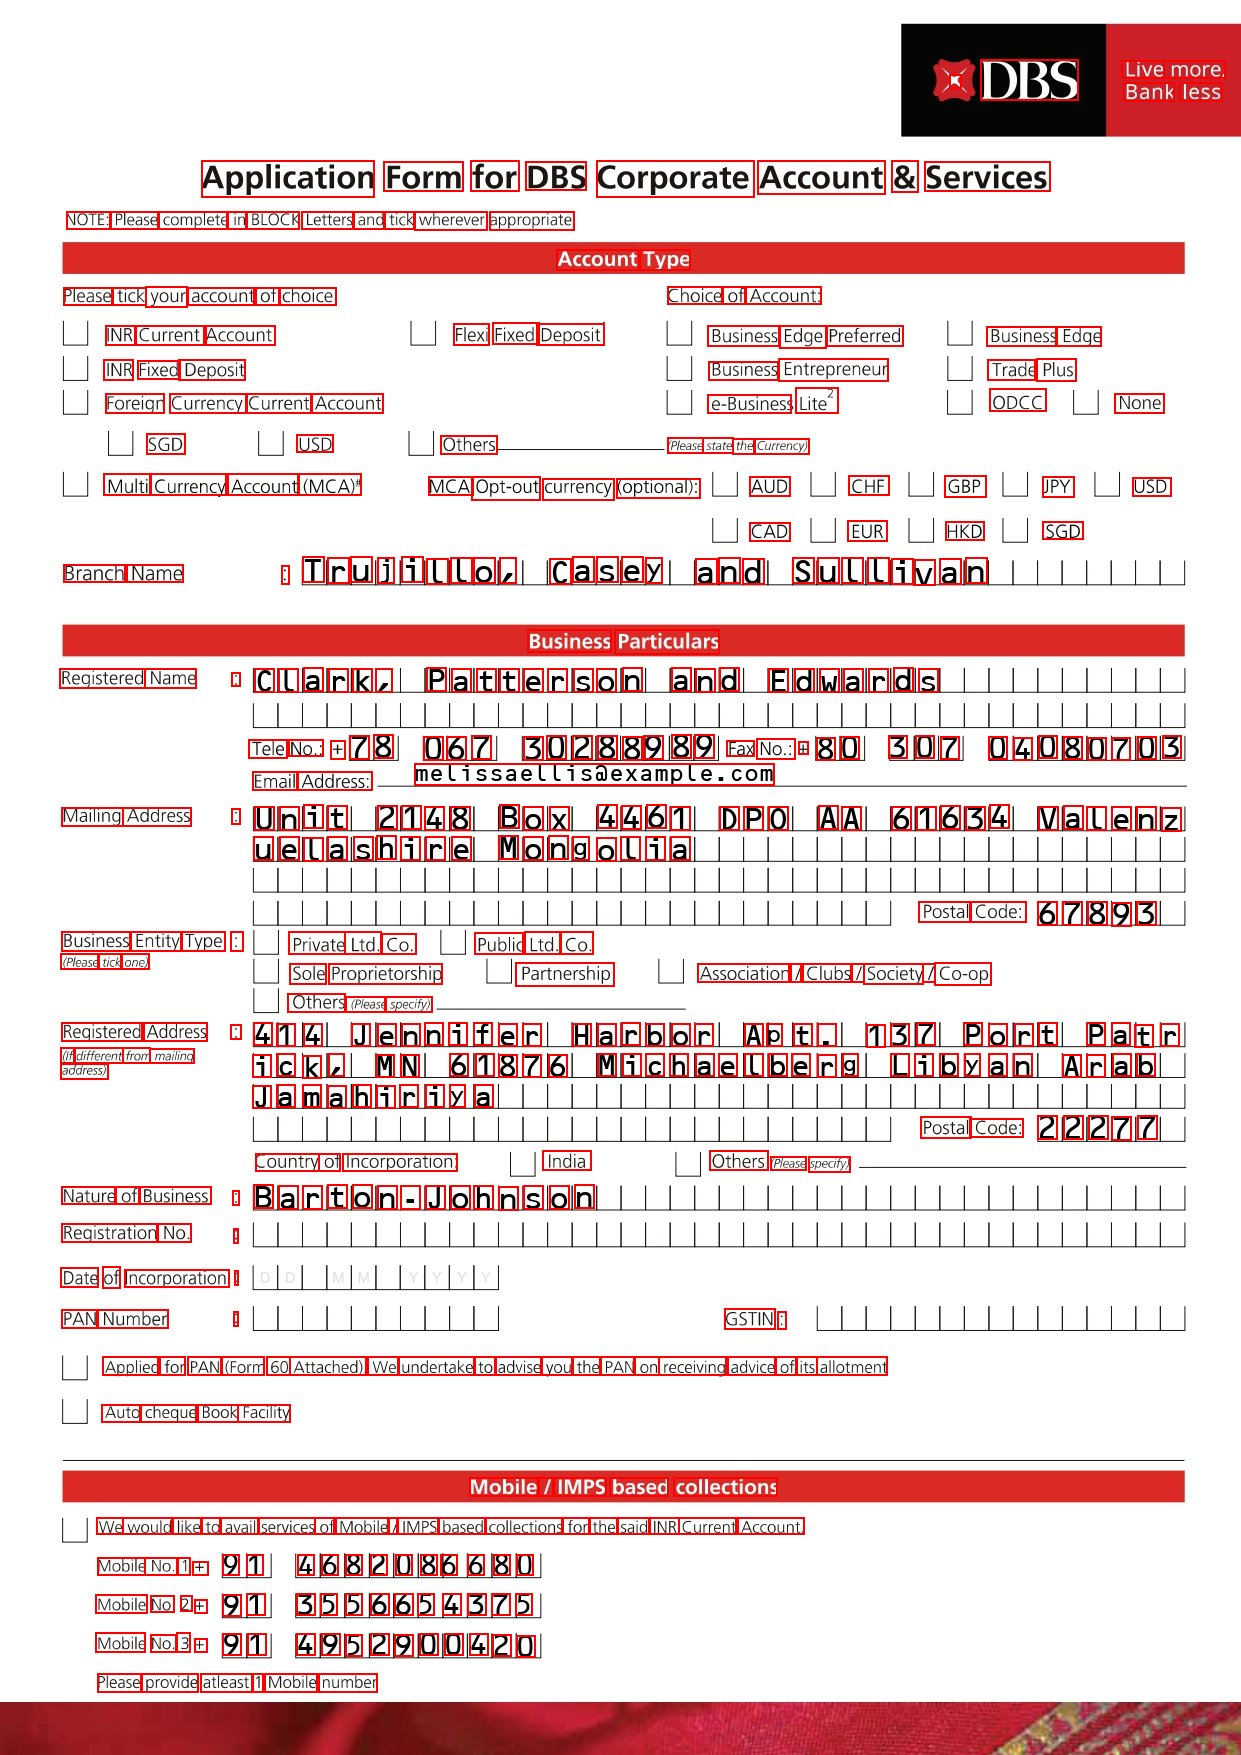 DBS
Live more,
Bank less
Application Form for DBS Corporate Account & Services
NOTE: Please complete in BLOCK Letters and tick wherever appropriate
Account Type
Please tick your account of choice Choice of Account:
INR Current Account Flexi Fixed Deposit Business Edge Preferred Business Edge
INR Fixed Deposit Business Entrepreneur Trade Plus
Foreign Currency Current Account e-Business Lite2 ODCC None
SGD USD Others (Please state the Currency)
Multi Currency Account (MCA)# MCA Opt-out currency (optional): AUD CHF GBP JPY USD
CAD EUR HKD SGD
Branch Name : Trujillo, Casey and Sullivan
Business Particulars
Registered Name : Clark, Patterson and Edwards
Tele No.: + 78 067 30288989 Fax No.: + 80 307 04080703
Email Address: melissaellis@example.com
Mailing Address : Unit 2148 Box 4461 DPO AA 61634 Valenz
uelashire Mongolia
Postal Code: 67893
Business Entity Type : Private Ltd. Co. Public Ltd. Co.
(Please tick one)
Sole Proprietorship Partnership Association / Clubs / Society / Co-op
Others (Please specify)
Registered Address : 414 Jennifer Harbor Apt. 137 Port Patr
(If different from mailing address) ick, MN 61876 Michaelberg Libyan Arab
Jamahiriya
Postal Code: 22277
Country of Incorporation: India Others (Please specify)
Nature of Business : Barton-Johnson
Registration No. :
Date of Incorporation : D D M M Y Y Y Y
PAN Number : GSTIN :
Applied for PAN (Form 60 Attached). We undertake to advise you the PAN on receiving advice of its allotment
Auto cheque Book Facility
Mobile / IMPS based collections
We would like to avail services of Mobile / IMPS based collections for the said INR Current Account.
Mobile No. 1 + 91 4682086680
Mobile No. 2 + 91 3556654375
Mobile No. 3 + 91 4952900420
Please provide atleast 1 Mobile number